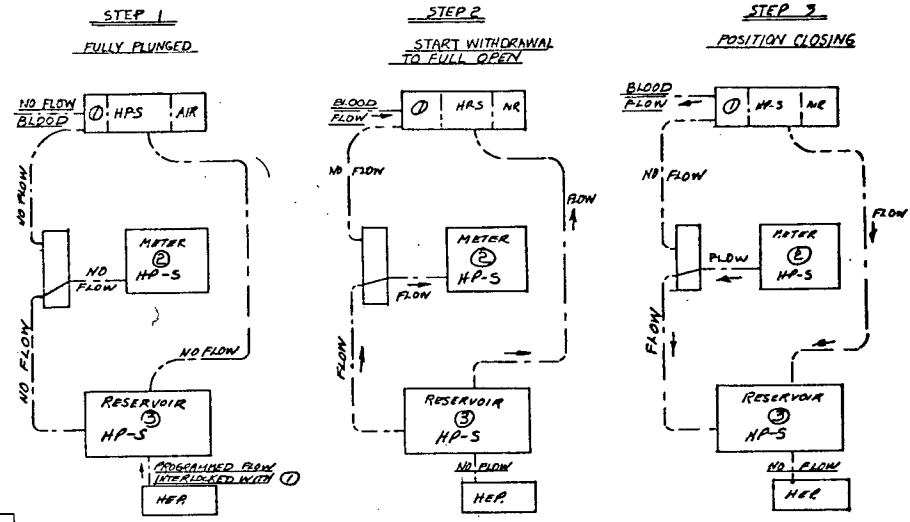 STEP 1
FULLY PLUNGED
NO FLOW
BLOOD
① HPS AIR
NO FLOW
METER
②
HP-S
NO
FLOW
NO FLOW
NO FLOW
RESERVOIR
③
HP-S
PROGRAMMED FLOW
INTERLOCKED WITH ①
HEP.
STEP 2
START WITHDRAWAL
TO FULL OPEN
BLOOD
FLOW
① HPS AIR
NO FLOW
FLOW
METER
②
HP-S
FLOW
FLOW
RESERVOIR
③
HP-S
NO FLOW
HEP.
STEP 3
POSITION CLOSING
BLOOD
FLOW
① HP-S AIR
NO FLOW
FLOW
METER
②
HP-S
FLOW
FLOW
RESERVOIR
③
HP-S
NO FLOW
HEP.